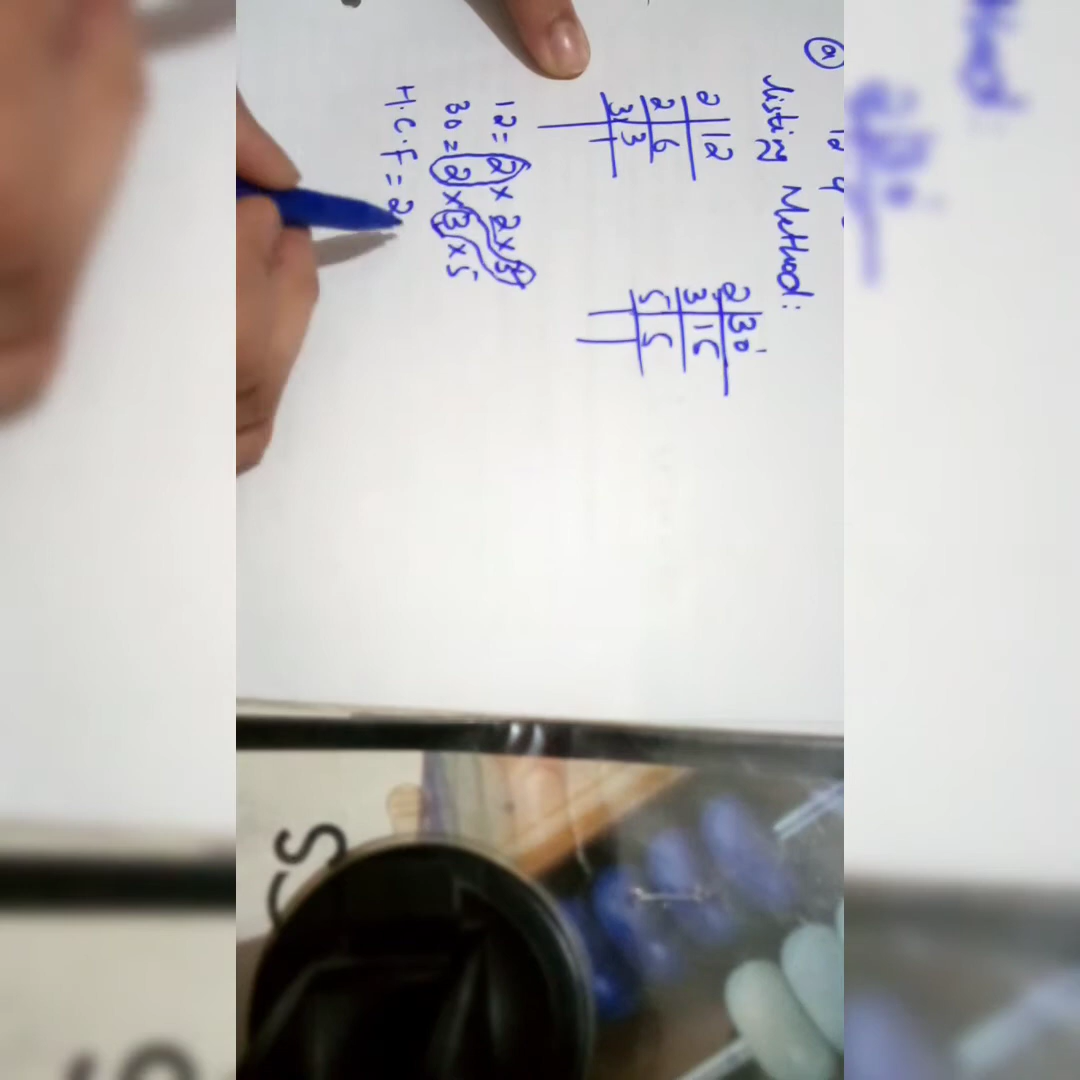 (a) 12
Listing Method:
2 | 12
2 | 6
3 | 3
1
2 | 30
3 | 15
5 | 5
1
12 = 2 x 2 x 3
30 = 2 x 3 x 5
H.C.F = 2